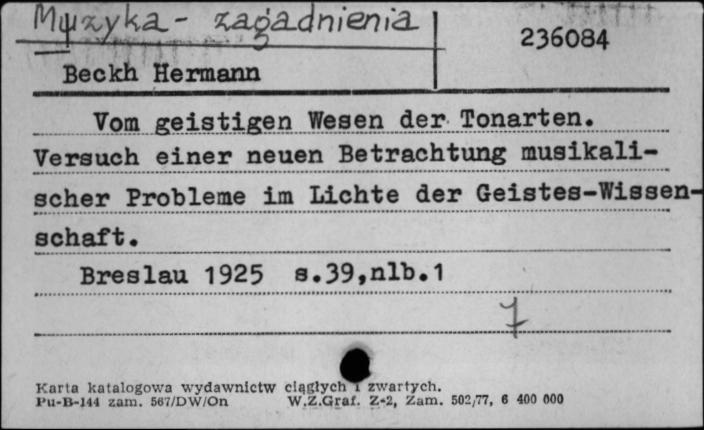 Muzyka - zagadnienia
236084
Beckh Hermann
Vom geistigen Wesen der Tonarten.
Versuch einer neuen Betrachtung musikali-
scher Probleme im Lichte der Geistes-Wissen-
schaft.
Breslau 1925 s.39,nlb.1
Karta katalogowa wydawnictw ciągłych i zwartych.
Pu-B-144 zam. 567/DW/On W.Z.Graf. Z-2, Zam. 502/77, 6 400 000